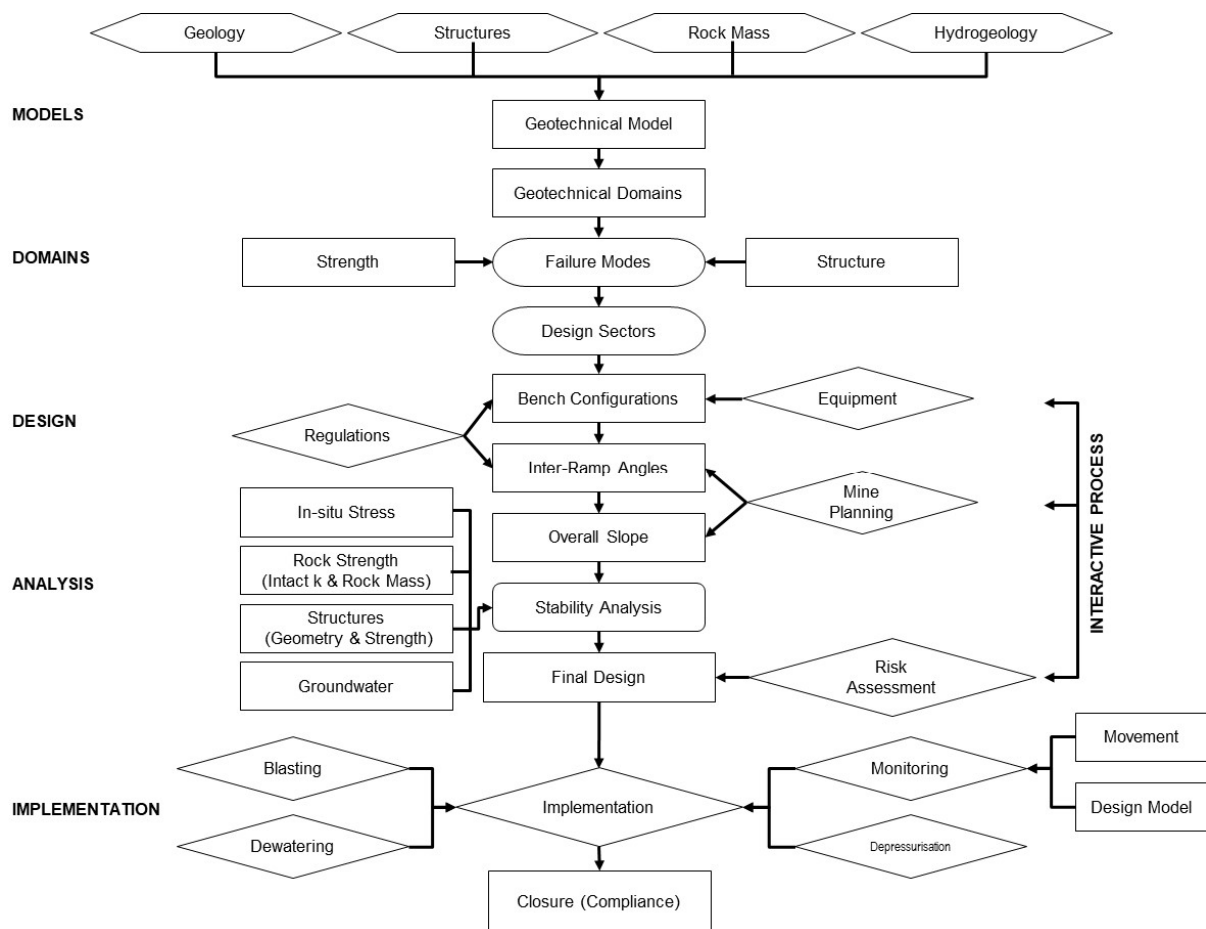 Geology
Structures
Rock Mass
Hydrogeology
MODELS
Geotechnical Model
Geotechnical Domains
DOMAINS
Strength
Failure Modes
Structure
Design Sectors
DESIGN
Bench Configurations
Equipment
Regulations
Inter-Ramp Angles
Mine
Planning
In-situ Stress
Overall Slope
INTERACTIVE PROCESS
ANALYSIS
Rock Strength
(Intact k & Rock Mass)
Structures
(Geometry & Strength)
Stability Analysis
Groundwater
Final Design
Risk
Assessment
Movement
Blasting
Monitoring
IMPLEMENTATION
Implementation
Design Model
Dewatering
Depressurisation
Closure (Compliance)